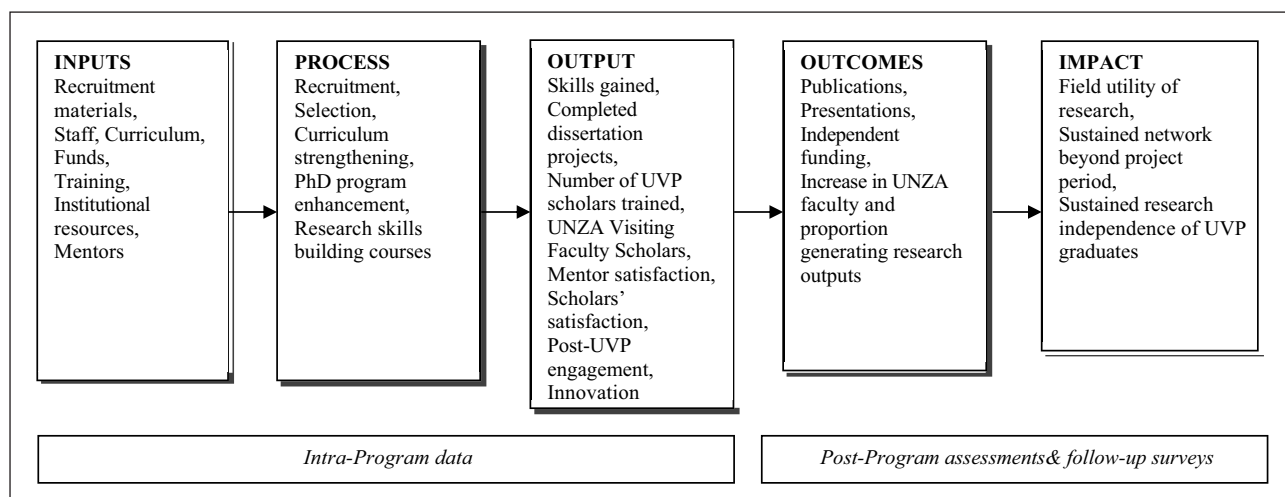 INPUTS
Recruitment
materials,
Staff, Curriculum,
Funds,
Training,
Institutional
resources,
Mentors
PROCESS
Recruitment,
Selection,
Curriculum
strengthening,
PhD program
enhancement,
Research skills
building courses
OUTPUT
Skills gained,
Completed
dissertation
projects,
Number of UVP
scholars trained,
UNZA Visiting
Faculty Scholars,
Mentor satisfaction,
Scholars’
satisfaction,
Post-UVP
engagement,
Innovation
OUTCOMES
Publications,
Presentations,
Independent
funding,
Increase in UNZA
faculty and
proportion
generating research
outputs
IMPACT
Field utility of
research,
Sustained network
beyond project
period,
Sustained research
independence of UVP
graduates
Intra-Program data
Post-Program assessments& follow-up surveys